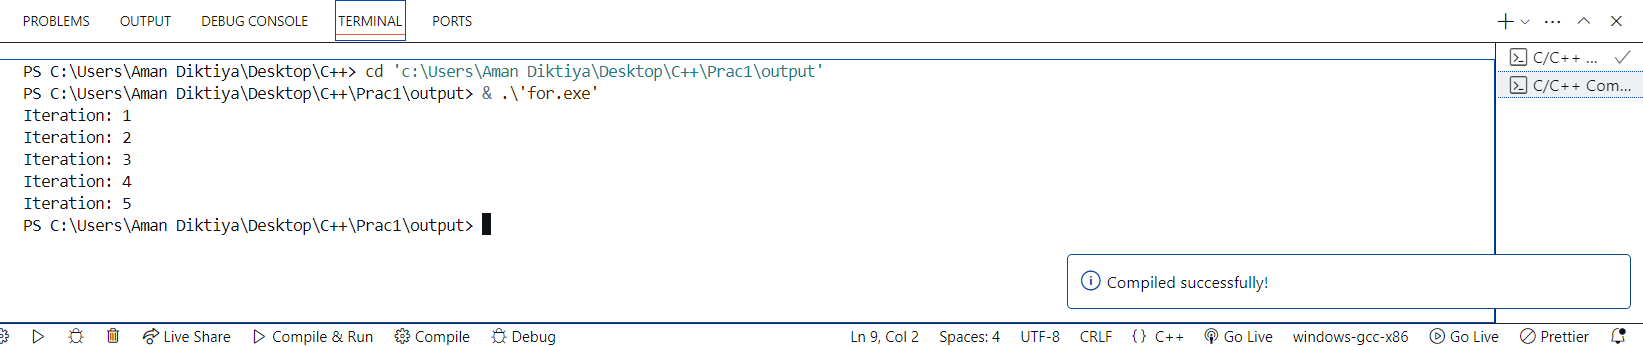 PROBLEMS OUTPUT DEBUG CONSOLE TERMINAL PORTS
PS C:\Users\Aman Diktiya\Desktop\C++> cd 'c:\Users\Aman Diktiya\Desktop\C++\Prac1\output'
PS C:\Users\Aman Diktiya\Desktop\C++\Prac1\output> & .\'for.exe'
Iteration: 1
Iteration: 2
Iteration: 3
Iteration: 4
Iteration: 5
PS C:\Users\Aman Diktiya\Desktop\C++\Prac1\output>
C/C++ ...
C/C++ Com...
Compiled successfully!
Live Share Compile & Run Compile Debug Ln 9, Col 2 Spaces: 4 UTF-8 CRLF {} C++ Go Live windows-gcc-x86 Go Live Prettier